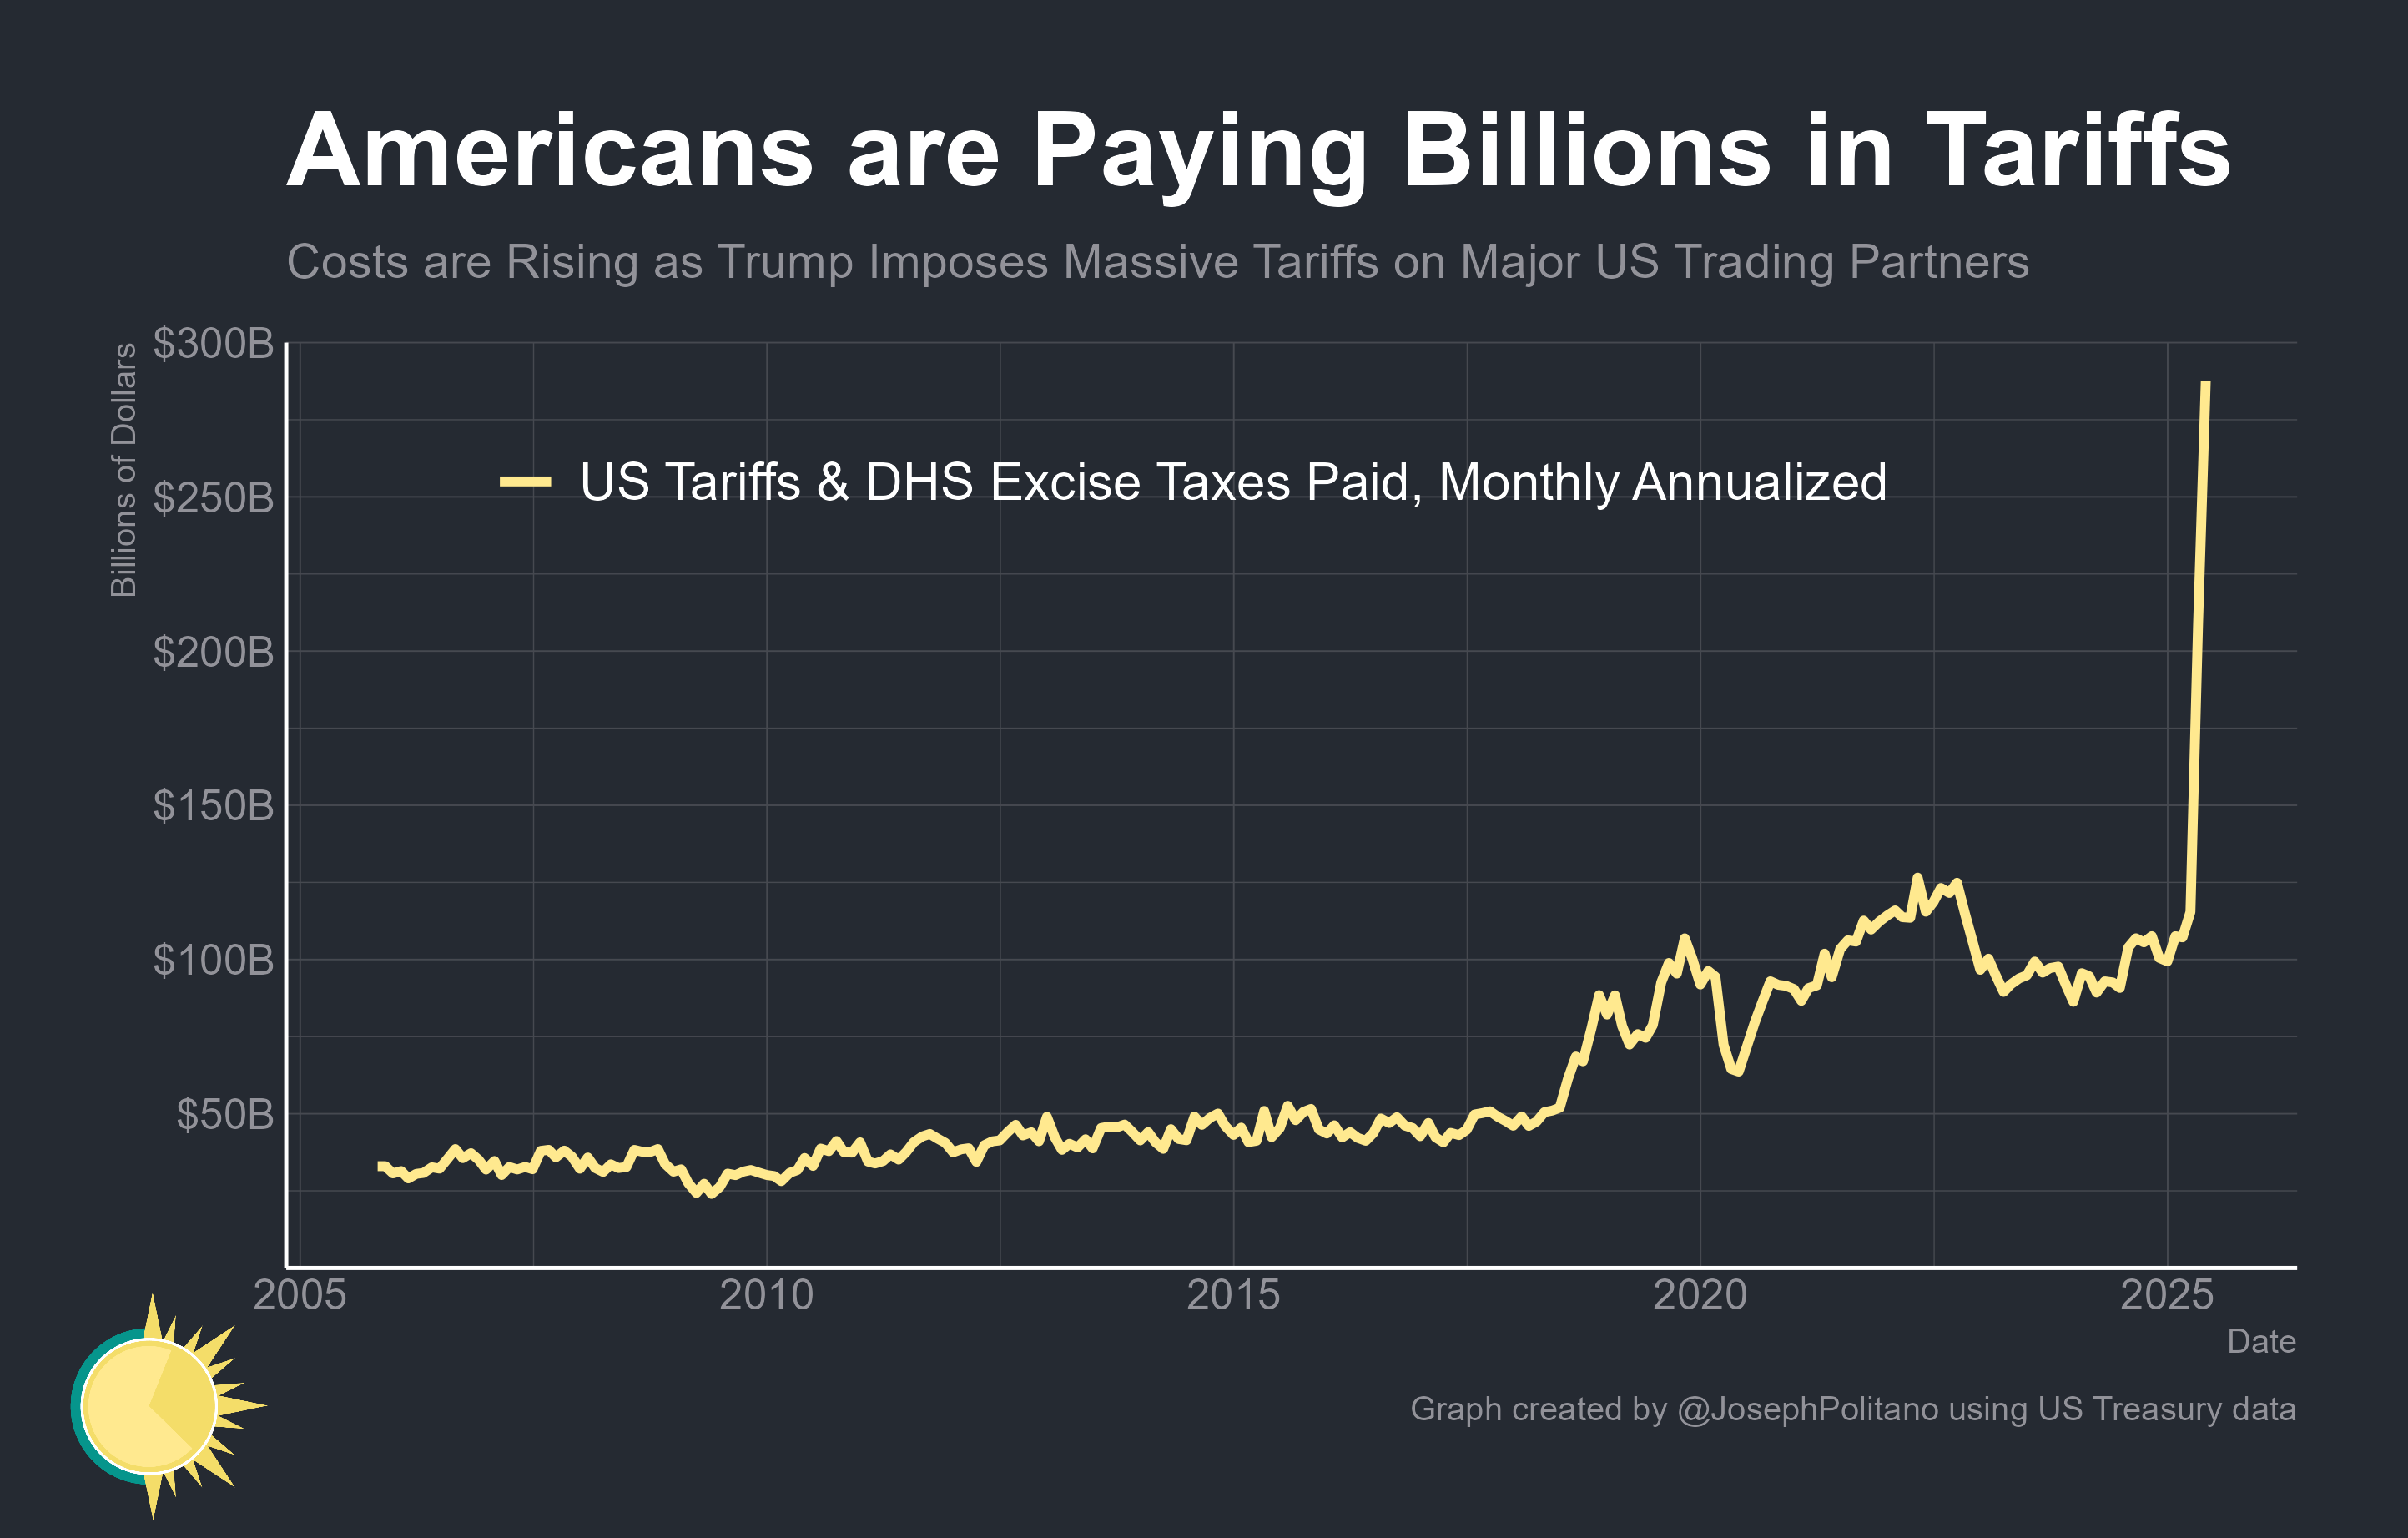 Americans are Paying Billions in Tariffs
Costs are Rising as Trump Imposes Massive Tariffs on Major US Trading Partners
Billions of Dollars
$300B
$250B
$200B
$150B
$100B
$50B
US Tariffs & DHS Excise Taxes Paid, Monthly Annualized
2005
2010
2015
2020
2025
Date
Graph created by @JosephPolitano using US Treasury data